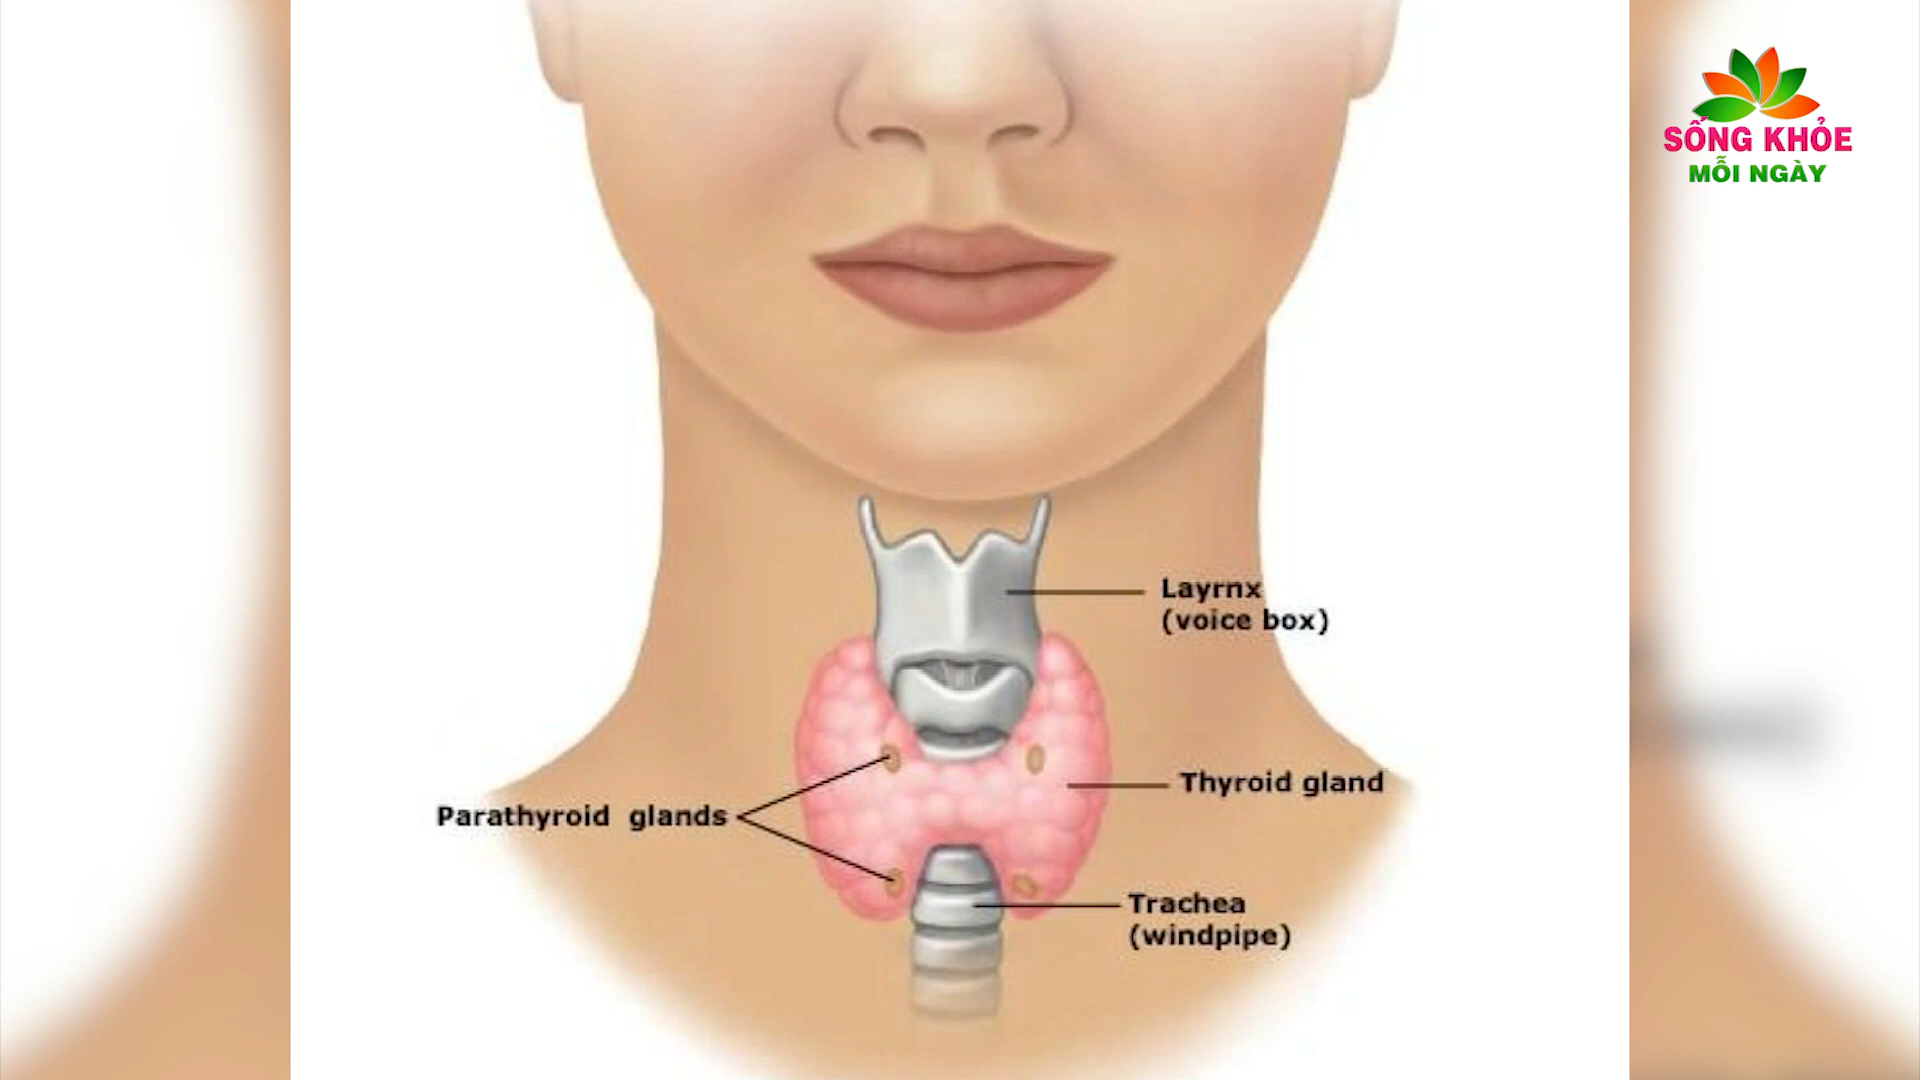 SỐNG KHỎE
MỖI NGÀY
Layrnx
(voice box)
Thyroid gland
Parathyroid glands
Trachea
(windpipe)